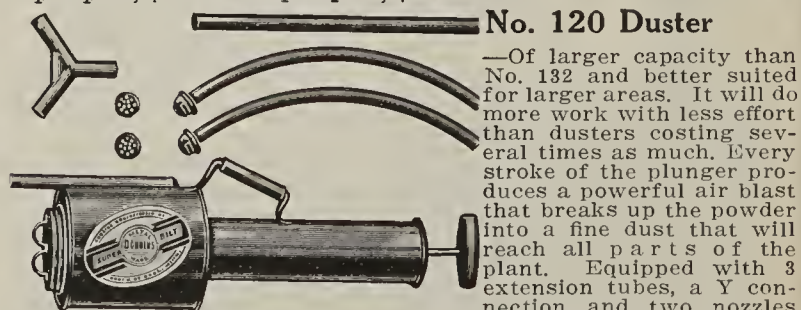 No. 120 Duster
—Of larger capacity than
No. 132 and better suited
for larger areas. It will do
more work with less effort
than dusters costing sev-
eral times as much. Every
stroke of the plunger pro-
duces a powerful air blast
that breaks up the powder
into a fine dust that will
reach all parts of the
plant. Equipped with 3
extension tubes, a Y con-
nection and two nozzles
DOBBINS
SUPER BILT